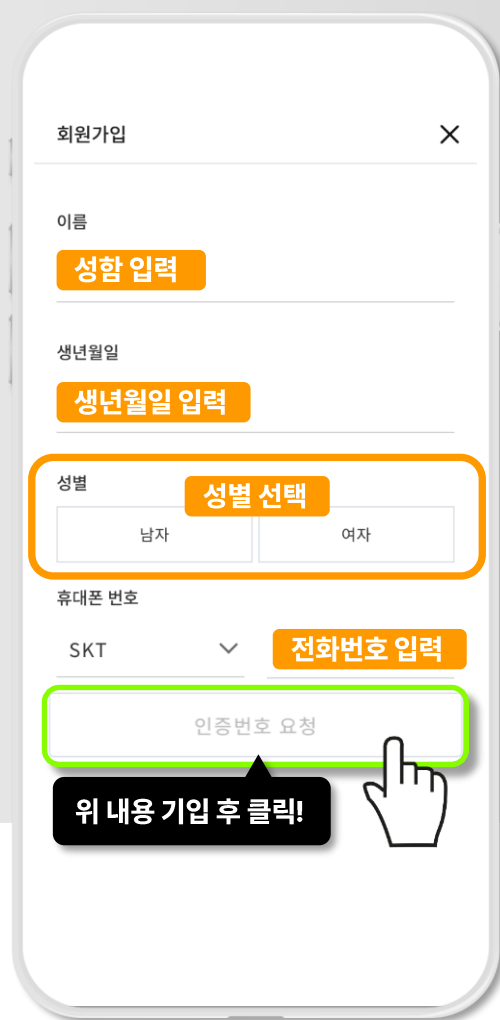 회원가입
이름
성함 입력
생년월일
생년월일 입력
성별
성별 선택
남자 여자
휴대폰 번호
SKT 전화번호 입력
인증번호 요청
위 내용 기입 후 클릭!